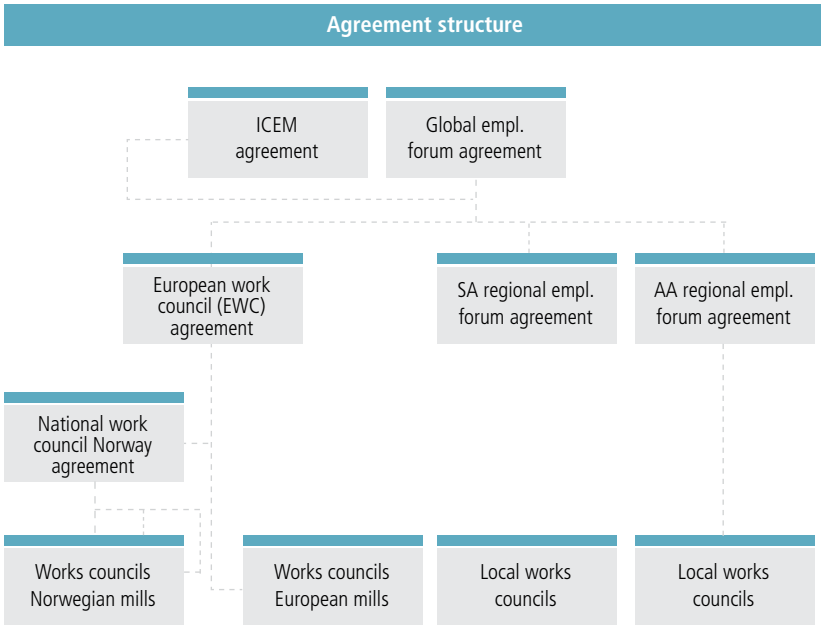 Agreement structure
ICEM
agreement
Global empl.
forum agreement
European work
council (EWC)
agreement
SA regional empl.
forum agreement
AA regional empl.
forum agreement
National work
council Norway
agreement
Works councils
Norwegian mills
Works councils
European mills
Local works
councils
Local works
councils